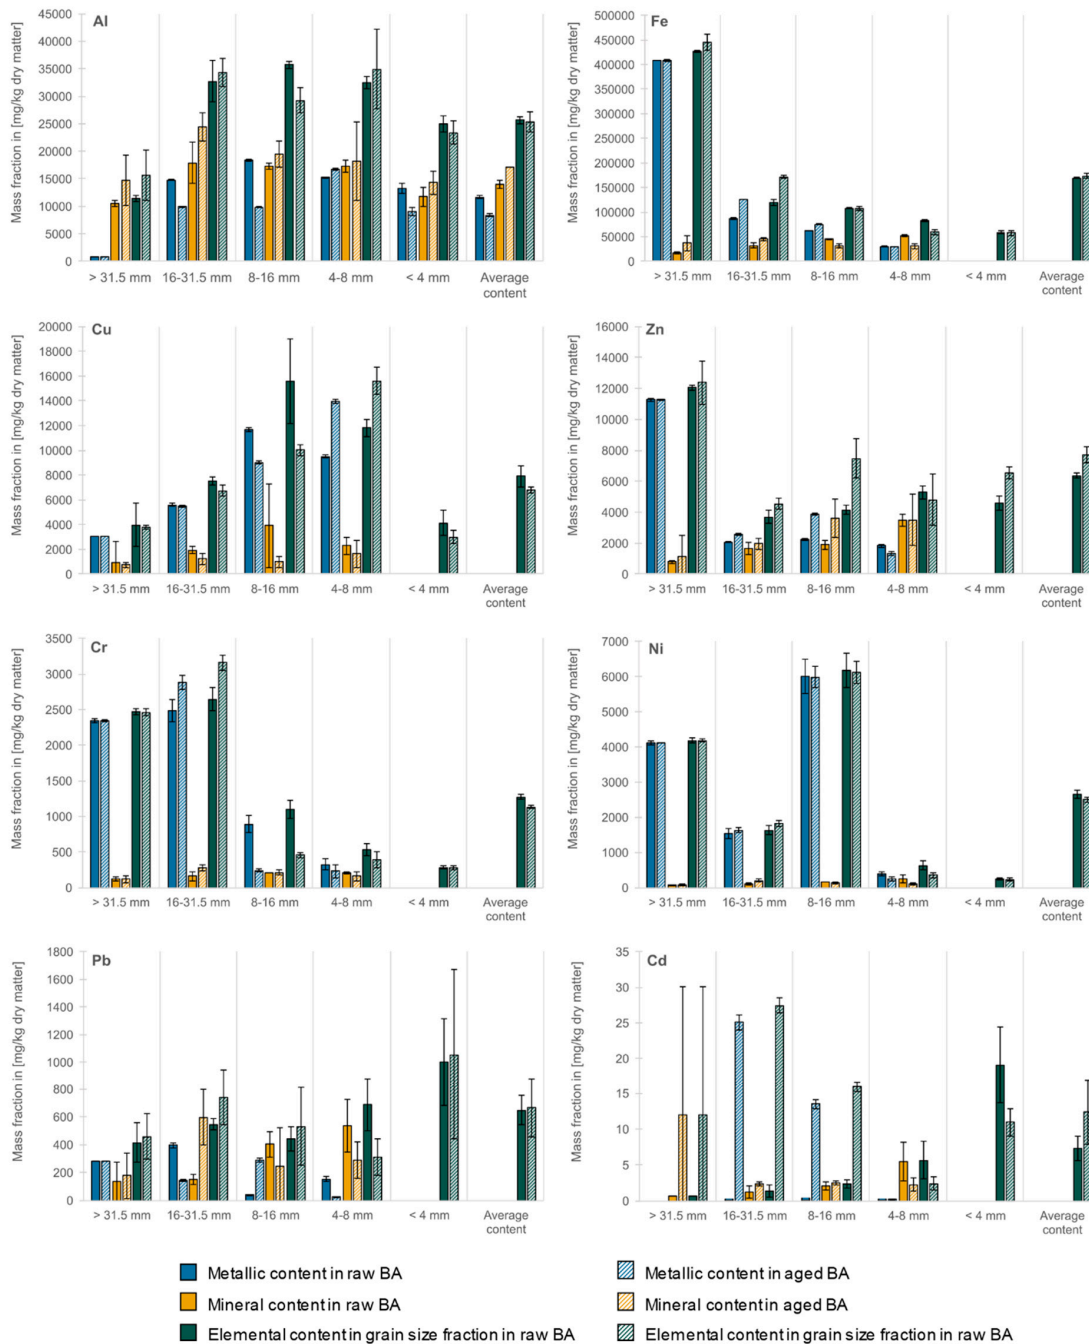 Al
Mass fraction in [mg/kg dry matter]
45000
40000
35000
30000
25000
20000
15000
10000
5000
0
> 31.5 mm 16-31.5 mm 8-16 mm 4-8 mm < 4 mm Average
content
Fe
Mass fraction in [mg/kg dry matter]
500000
450000
400000
350000
300000
250000
200000
150000
100000
50000
0
> 31.5 mm 16-31.5 mm 8-16 mm 4-8 mm < 4 mm Average
content
Cu
Mass fraction in [mg/kg dry matter]
20000
18000
16000
14000
12000
10000
8000
6000
4000
2000
0
> 31.5 mm 16-31.5 mm 8-16 mm 4-8 mm < 4 mm Average
content
Zn
Mass fraction in [mg/kg dry matter]
16000
14000
12000
10000
8000
6000
4000
2000
0
> 31.5 mm 16-31.5 mm 8-16 mm 4-8 mm < 4 mm Average
content
Cr
Mass fraction in [mg/kg dry matter]
3500
3000
2500
2000
1500
1000
500
0
> 31.5 mm 16-31.5 mm 8-16 mm 4-8 mm < 4 mm Average
content
Ni
Mass fraction in [mg/kg dry matter]
7000
6000
5000
4000
3000
2000
1000
0
> 31.5 mm 16-31.5 mm 8-16 mm 4-8 mm < 4 mm Average
content
Pb
Mass fraction in [mg/kg dry matter]
1800
1600
1400
1200
1000
800
600
400
200
0
> 31.5 mm 16-31.5 mm 8-16 mm 4-8 mm < 4 mm Average
content
Cd
Mass fraction in [mg/kg dry matter]
35
30
25
20
15
10
5
0
> 31.5 mm 16-31.5 mm 8-16 mm 4-8 mm < 4 mm Average
content
Metallic content in raw BA
Metallic content in aged BA
Mineral content in raw BA
Mineral content in aged BA
Elemental content in grain size fraction in raw BA
Elemental content in grain size fraction in raw BA